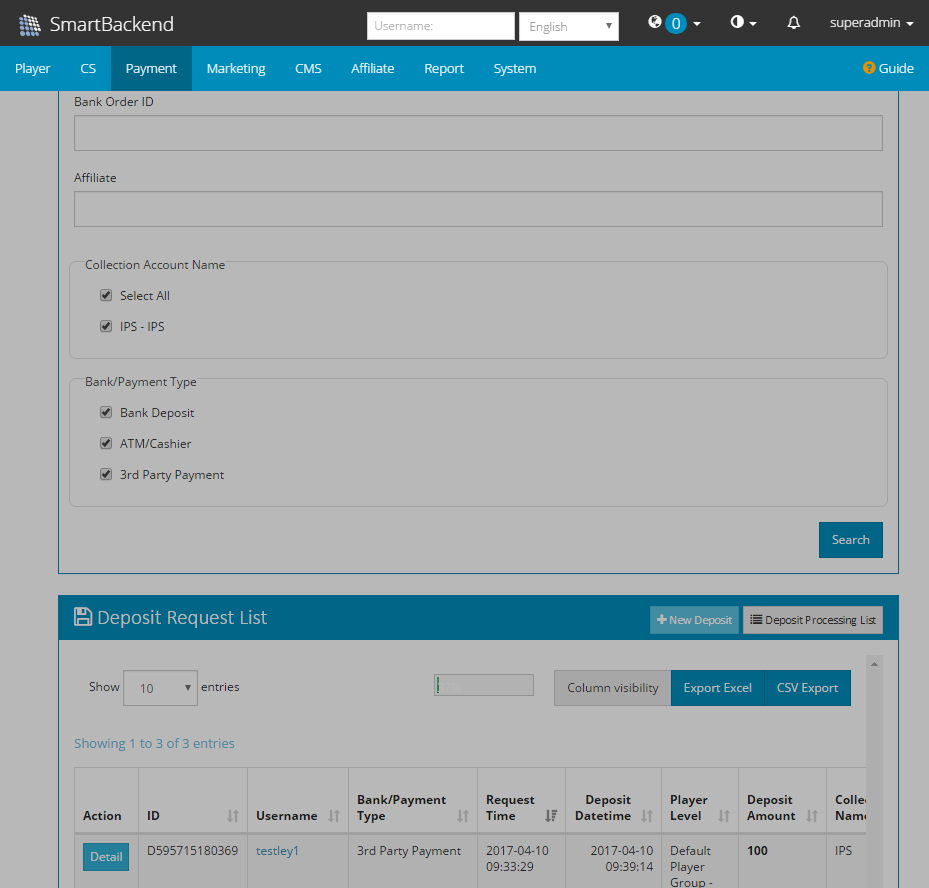 SmartBackend
Username:
English
0
superadmin
Player
CS
Payment
Marketing
CMS
Affiliate
Report
System
? Guide
Bank Order ID
Affiliate
Collection Account Name
Select All
IPS - IPS
Bank/Payment Type
Bank Deposit
ATM/Cashier
3rd Party Payment
Search
Deposit Request List
+ New Deposit
Deposit Processing List
Show 10 entries
Column visibility
Export Excel
CSV Export
Showing 1 to 3 of 3 entries
Action
ID
Username
Bank/Payment
Type
Request
Time
Deposit
Datetime
Player
Level
Deposit
Amount
Colle
Name
Detail
D595715180369
testley1
3rd Party Payment
2017-04-10
09:33:29
2017-04-10
09:39:14
Default
Player
Group -
100
IPS